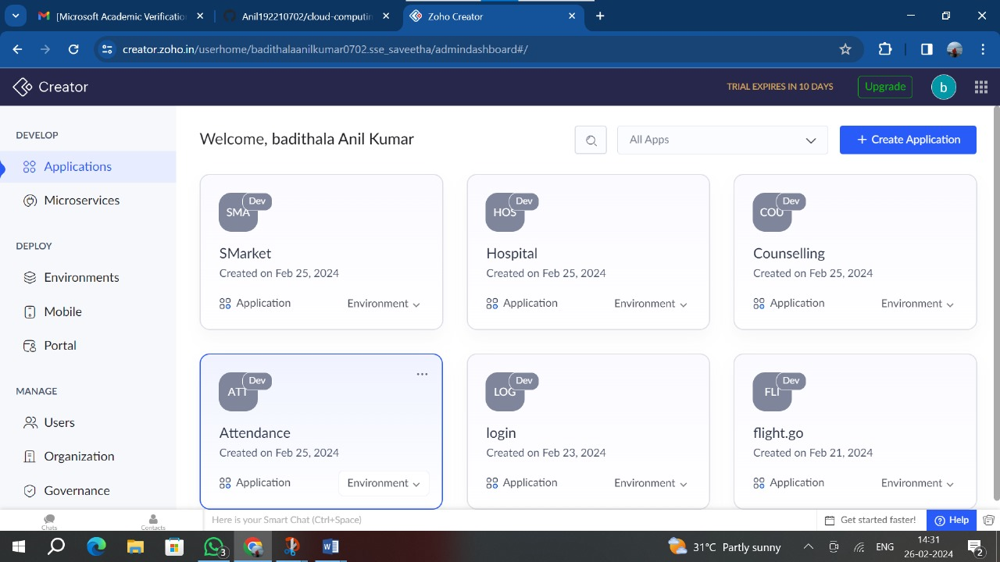 [Microsoft Academic Verificatio
Anil192210702/cloud-computin
Zoho Creator
creator.zoho.in/userhome/badithalaanilkumar0702.sse_saveetha/admindashboard#/
Creator
TRIAL EXPIRES IN 10 DAYS
Upgrade
b
DEVELOP
Applications
Microservices
DEPLOY
Environments
Mobile
Portal
MANAGE
Users
Organization
Governance
Welcome, badithala Anil Kumar
All Apps
+ Create Application
SMA
Dev
SMarket
Created on Feb 25, 2024
Application
Environment
HOS
Dev
Hospital
Created on Feb 25, 2024
Application
Environment
COU
Dev
Counselling
Created on Feb 25, 2024
Application
Environment
ATT
Dev
Attendance
Created on Feb 25, 2024
Application
Environment
LOG
Dev
login
Created on Feb 23, 2024
Application
Environment
FLI
Dev
flight.go
Created on Feb 21, 2024
Application
Environment
Chats
Contacts
Here is your Smart Chat (Ctrl+Space)
Get started faster!
Help
3
31°C Partly sunny
ENG
14:31
26-02-2024
2